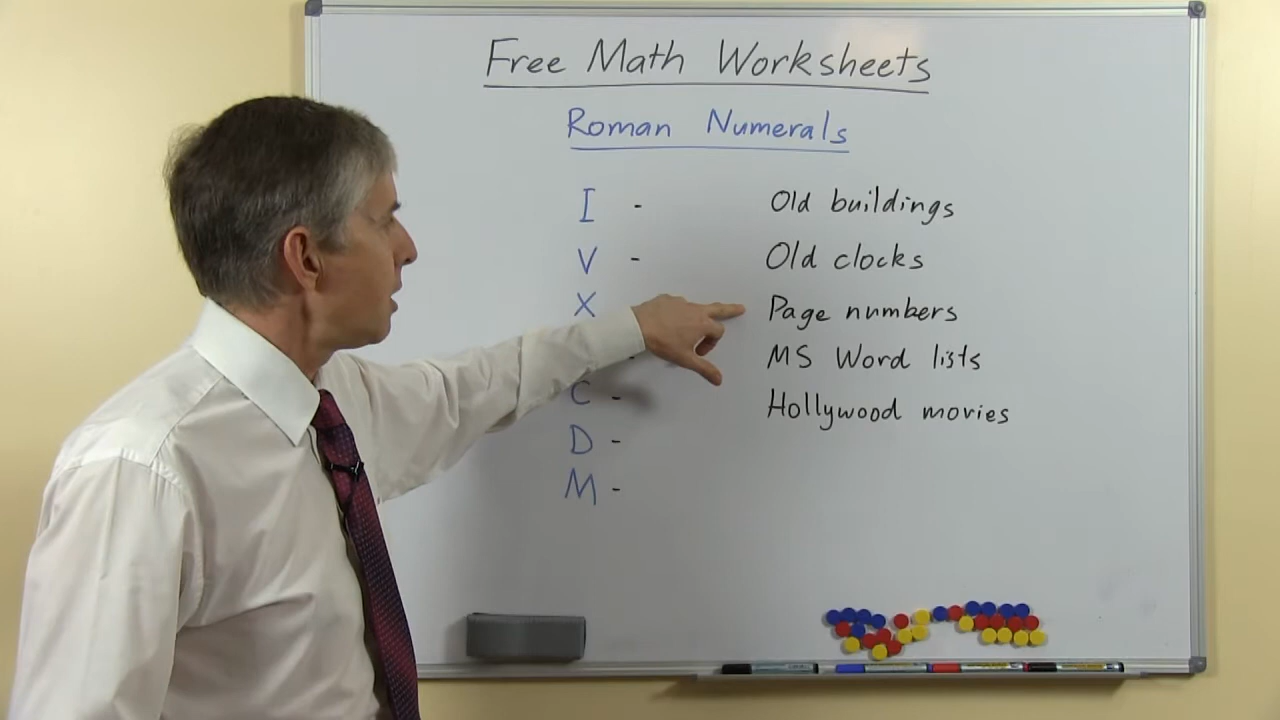 Free Math Worksheets
Roman Numerals
I - Old buildings
V - Old clocks
X Page numbers
- MS Word lists
C - Hollywood movies
D -
M -